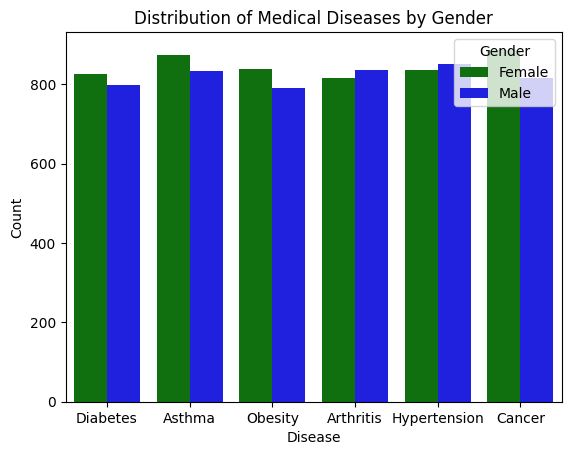 Distribution of Medical Diseases by Gender
Gender
Female
Male
Count
800
600
400
200
0
Diabetes Asthma Obesity Arthritis Hypertension Cancer
Disease